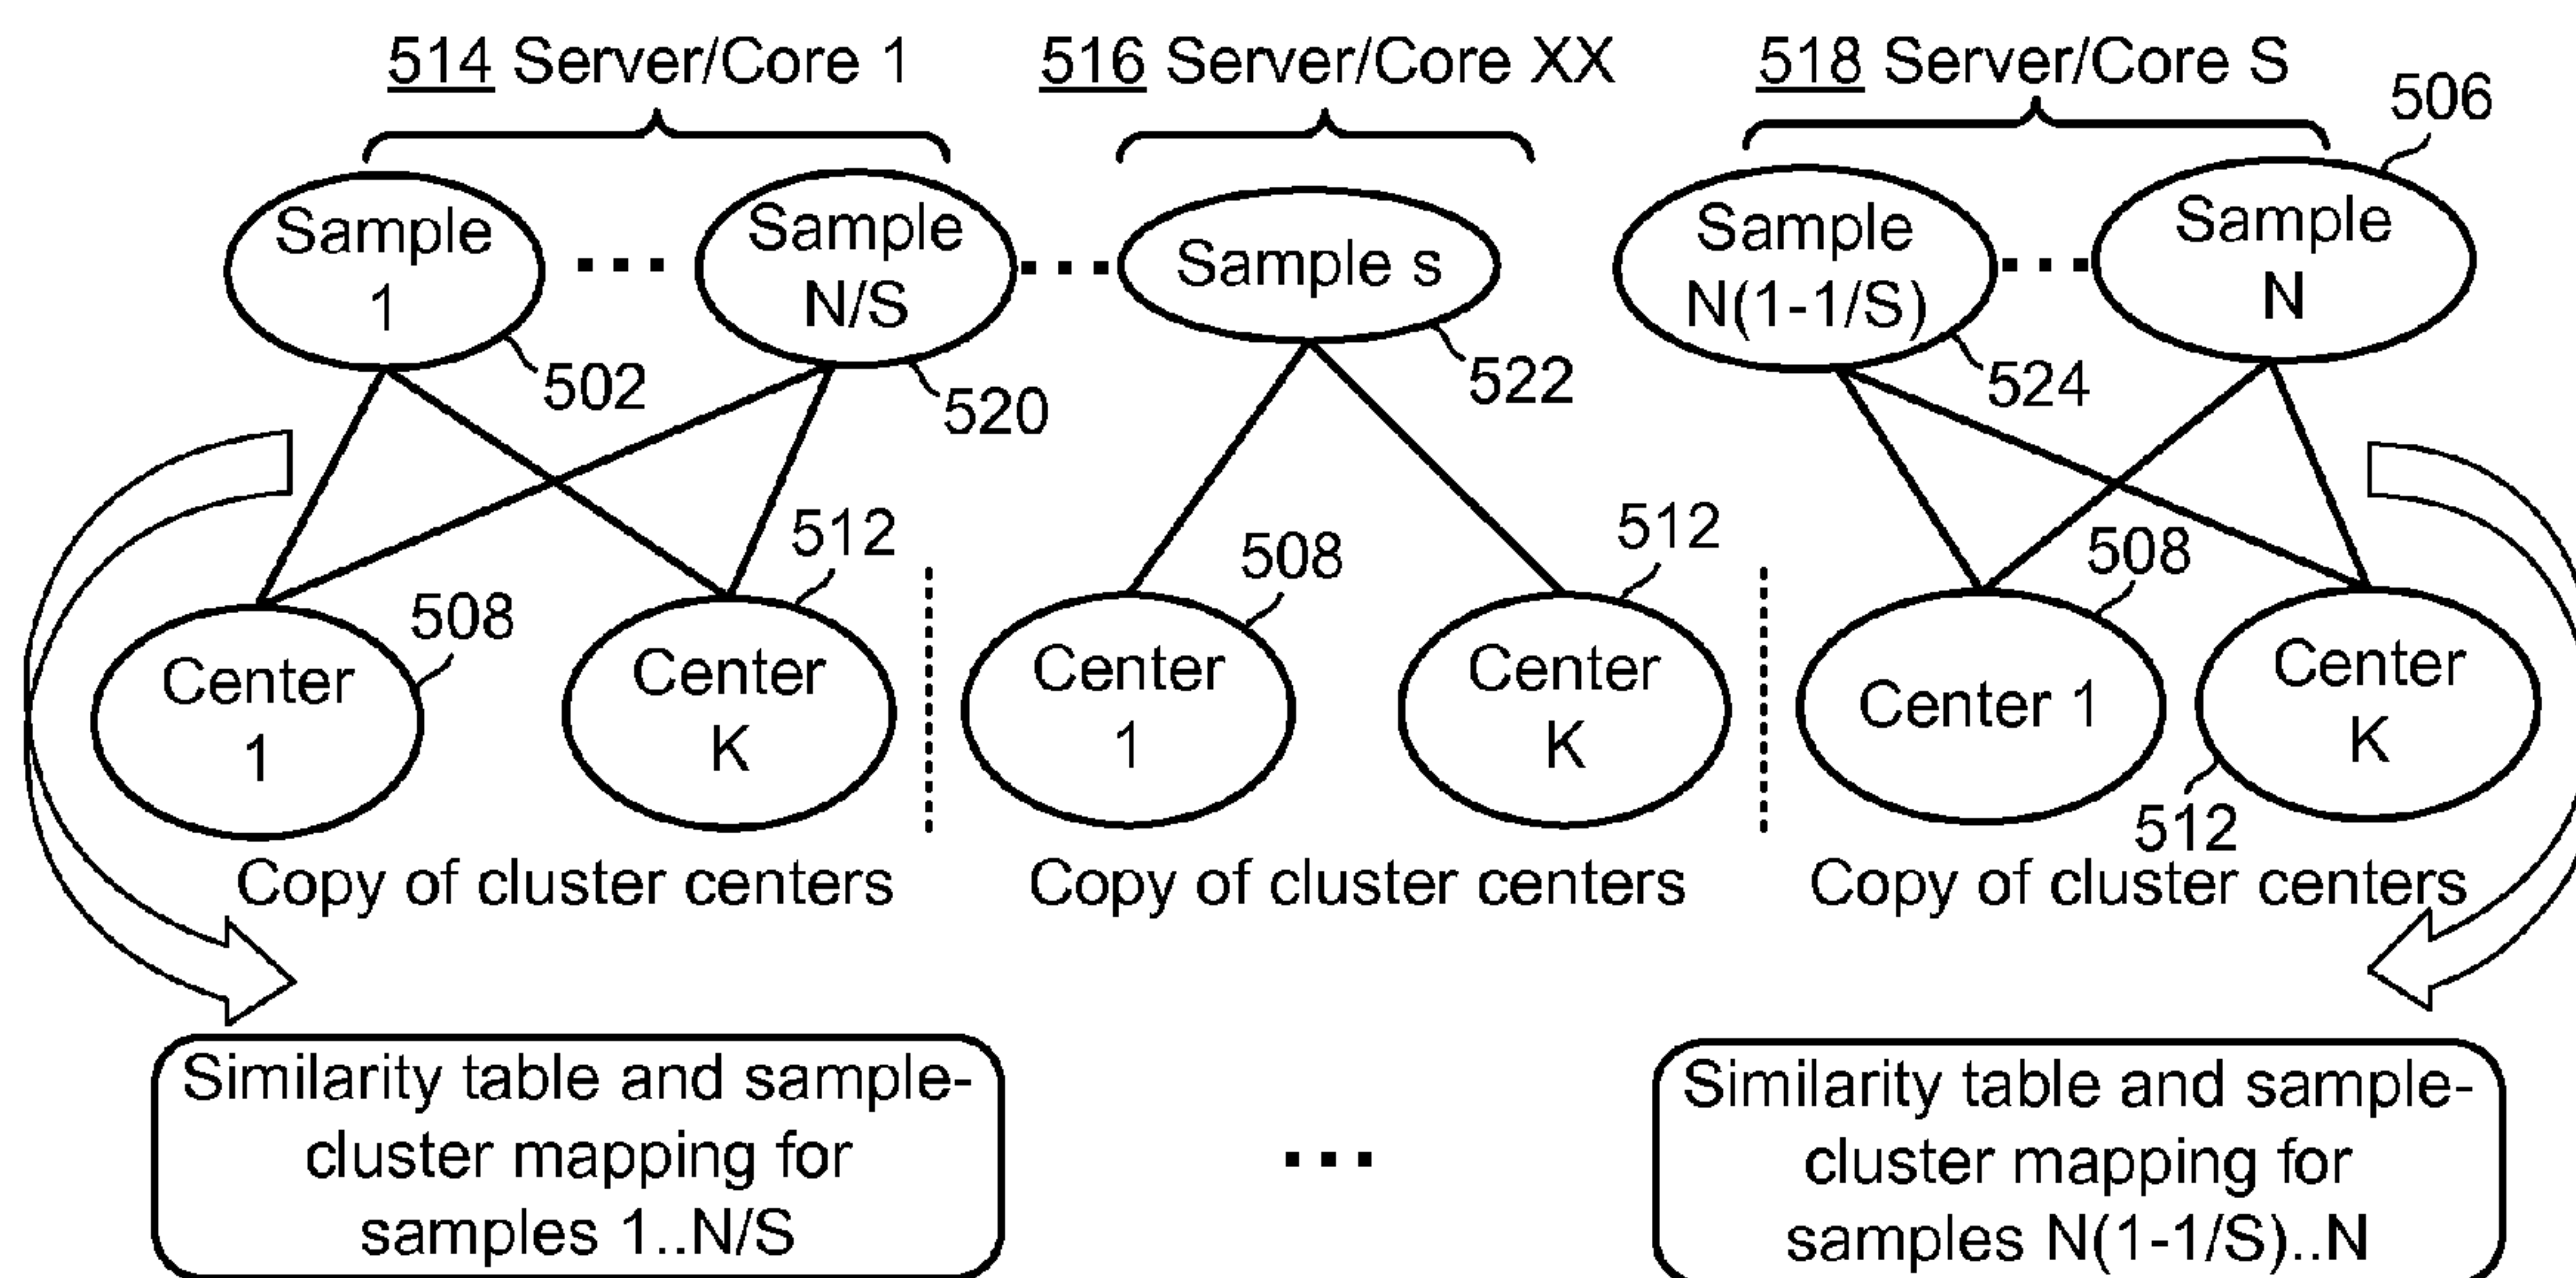 514 Server/Core 1
516 Server/Core XX
518 Server/Core S
506
Sample
1
...
Sample
N/S
...
Sample s
Sample
N(1-1/S)
...
Sample
N
502
520
522
524
508
512
508
512
508
512
Center
1
Center
K
Center
1
Center
K
Center 1
Center
K
Copy of cluster centers
Copy of cluster centers
Copy of cluster centers
Similarity table and sample-
cluster mapping for
samples 1..N/S
...
Similarity table and sample-
cluster mapping for
samples N(1-1/S)..N